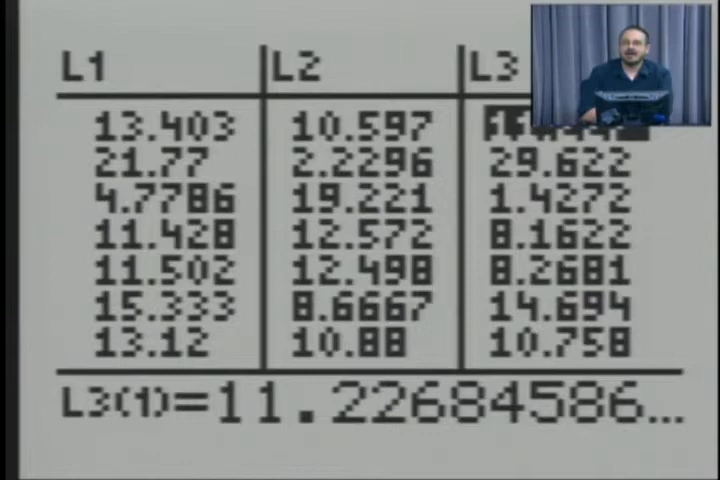 L1 L2 L3
13.403 10.597
21.77 2.2296 29.622
4.7786 19.221 1.4272
11.428 12.572 8.1622
11.502 12.498 8.2681
15.333 8.6667 14.694
13.12 10.88 10.758
L3(1)=11.22684586...